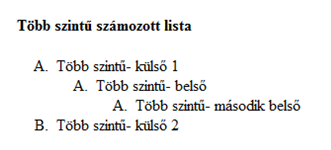 Több szintű számozott lista
A. Több szintű- külső 1
A. Több szintű- belső
A. Több szintű- második belső
B. Több szintű- külső 2